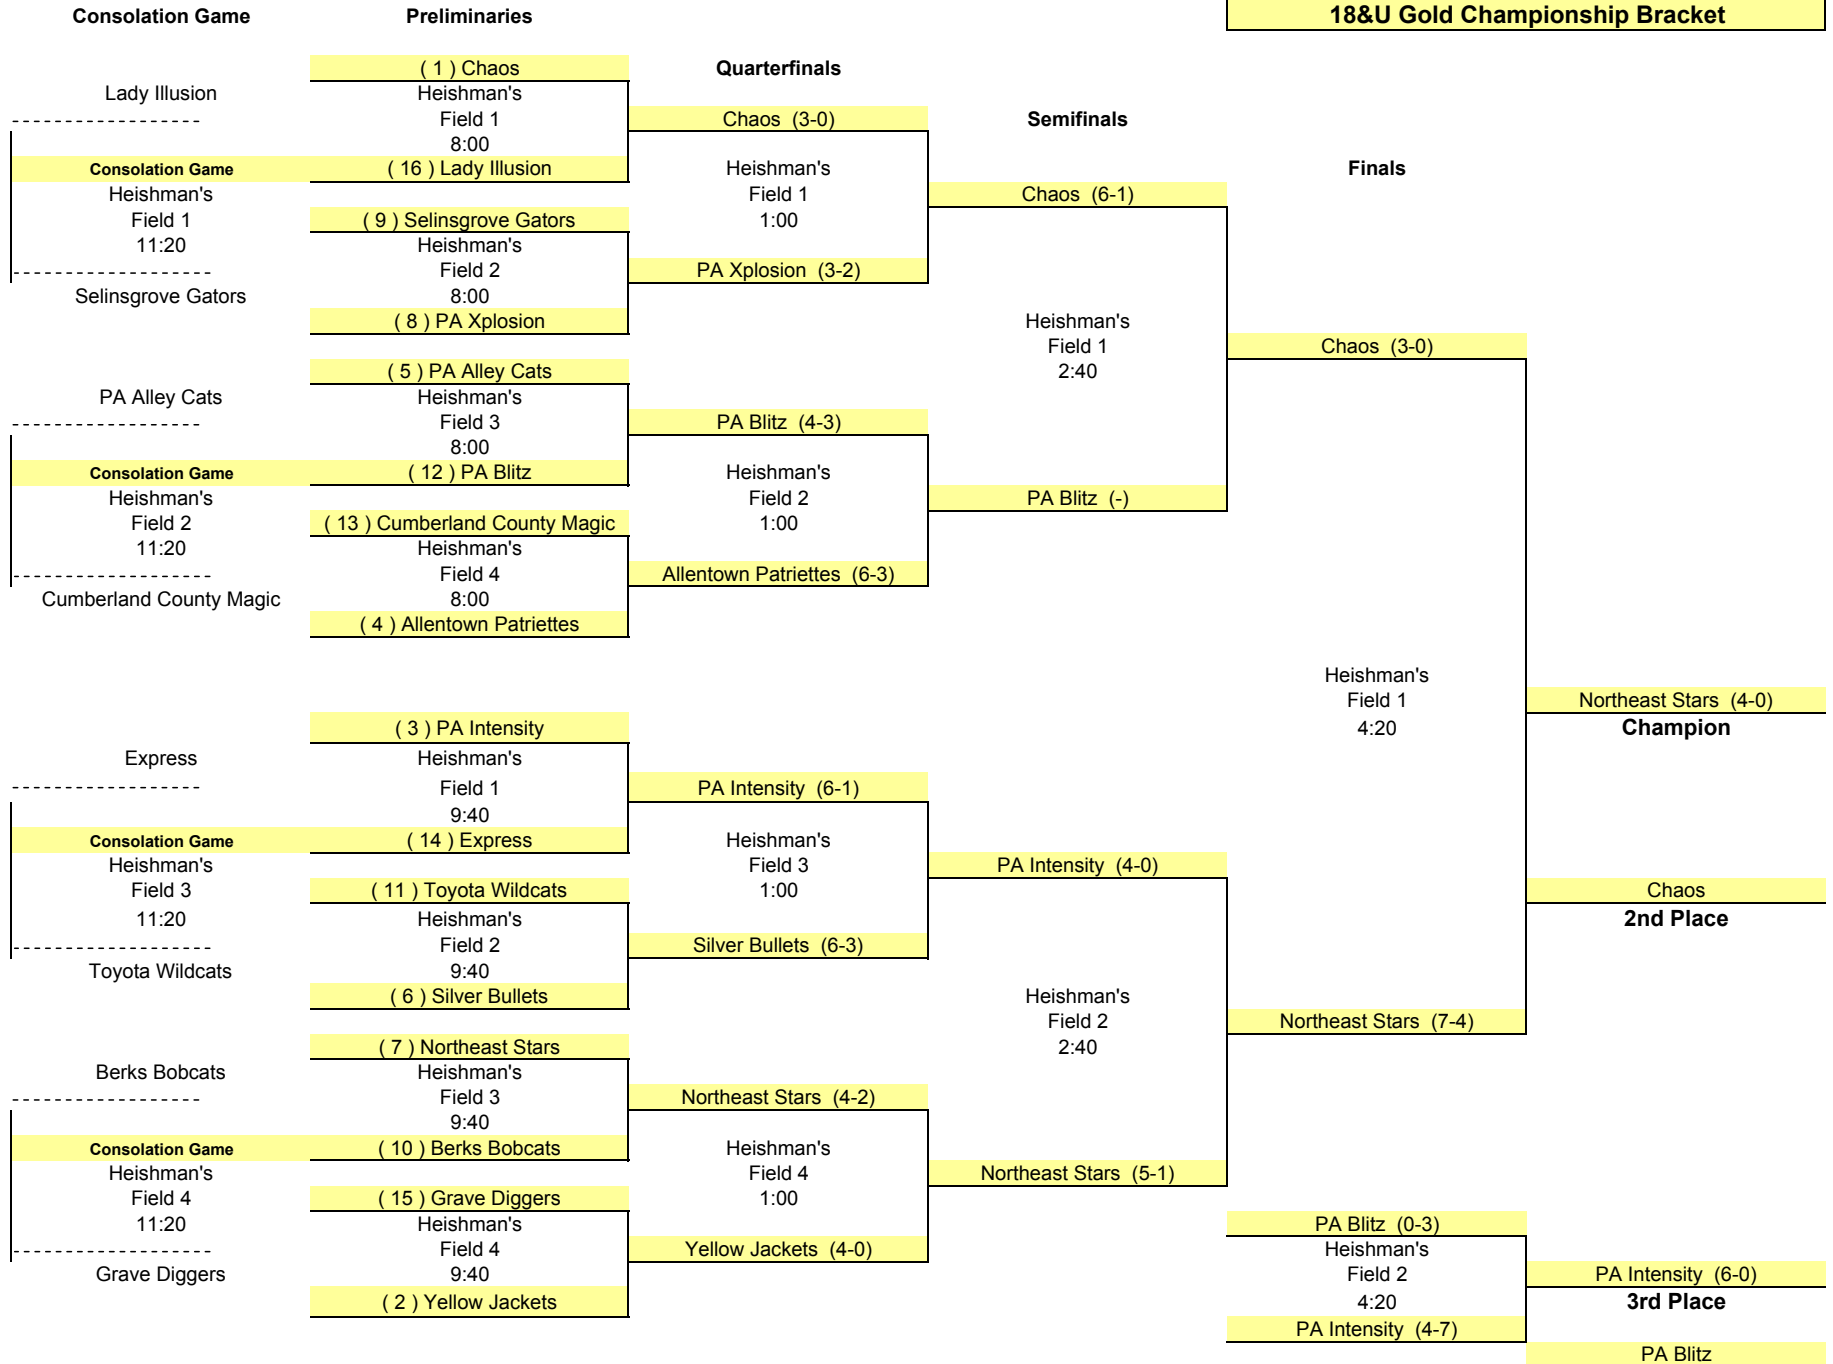 18&U Gold Championship Bracket
Consolation Game
Preliminaries
Quarterfinals
Semifinals
Finals
Lady Illusion
- - - - - - - - - - - - - - - - - -
Consolation Game
Heishman's
Field 1
11:20
- - - - - - - - - - - - - - - - - - -
Selinsgrove Gators
PA Alley Cats
- - - - - - - - - - - - - - - - - -
Consolation Game
Heishman's
Field 2
11:20
- - - - - - - - - - - - - - - - - - -
Cumberland County Magic
Express
- - - - - - - - - - - - - - - - - -
Consolation Game
Heishman's
Field 3
11:20
- - - - - - - - - - - - - - - - - - -
Toyota Wildcats
Berks Bobcats
- - - - - - - - - - - - - - - - - -
Consolation Game
Heishman's
Field 4
11:20
- - - - - - - - - - - - - - - - - - -
Grave Diggers
( 1 ) Chaos
Heishman's
Field 1
8:00
( 16 ) Lady Illusion
( 9 ) Selinsgrove Gators
Heishman's
Field 2
8:00
( 8 ) PA Xplosion
( 5 ) PA Alley Cats
Heishman's
Field 3
8:00
( 12 ) PA Blitz
( 13 ) Cumberland County Magic
Heishman's
Field 4
8:00
( 4 ) Allentown Patriettes
( 3 ) PA Intensity
Heishman's
Field 1
9:40
( 14 ) Express
( 11 ) Toyota Wildcats
Heishman's
Field 2
9:40
( 6 ) Silver Bullets
( 7 ) Northeast Stars
Heishman's
Field 3
9:40
( 10 ) Berks Bobcats
( 15 ) Grave Diggers
Heishman's
Field 4
9:40
( 2 ) Yellow Jackets
Chaos (3-0)
Heishman's
Field 1
1:00
PA Xplosion (3-2)
PA Blitz (4-3)
Heishman's
Field 2
1:00
Allentown Patriettes (6-3)
PA Intensity (6-1)
Heishman's
Field 3
1:00
Silver Bullets (6-3)
Northeast Stars (4-2)
Heishman's
Field 4
1:00
Yellow Jackets (4-0)
Chaos (6-1)
Heishman's
Field 1
2:40
PA Blitz (-)
PA Intensity (4-0)
Heishman's
Field 2
2:40
Northeast Stars (5-1)
Chaos (3-0)
Heishman's
Field 1
4:20
Northeast Stars (7-4)
Northeast Stars (4-0)
Champion
Chaos
2nd Place
PA Blitz (0-3)
Heishman's
Field 2
4:20
PA Intensity (4-7)
PA Intensity (6-0)
3rd Place
PA Blitz